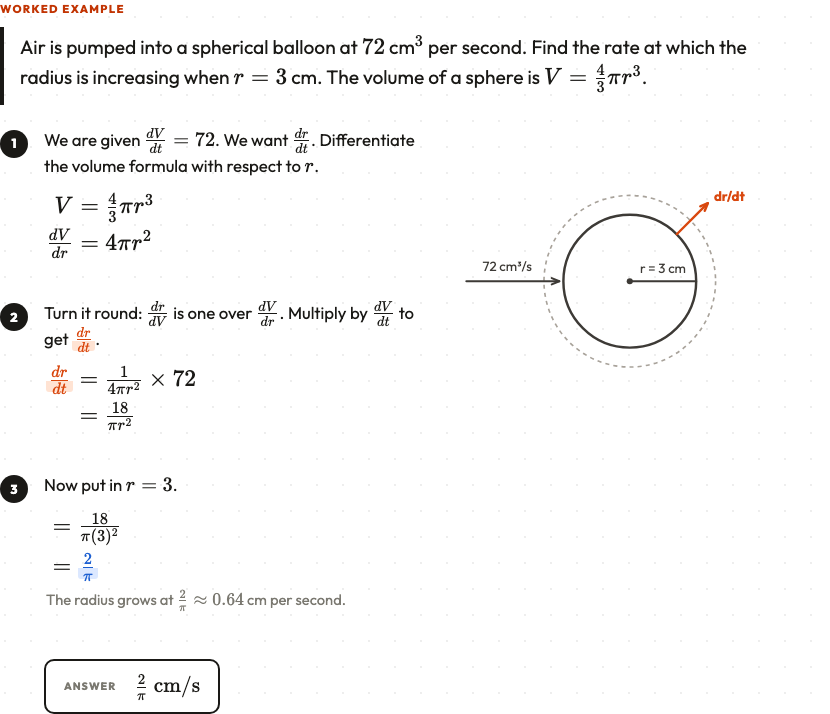 WORKED EXAMPLE
Air is pumped into a spherical balloon at 72 cm³ per second. Find the rate at which the
radius is increasing when r = 3 cm. The volume of a sphere is V = 4/3 πr³.
1 We are given dV/dt = 72. We want dr/dt. Differentiate
the volume formula with respect to r.
V = 4/3 πr³
dV/dr = 4πr²
dr/dt
72 cm³/s
r = 3 cm
2 Turn it round: dr/dV is one over dV/dr. Multiply by dV/dt to
get dr/dt.
dr/dt = 1/(4πr²) × 72
= 18/(πr²)
3 Now put in r = 3.
= 18/(π(3)²)
= 2/π
The radius grows at 2/π ≈ 0.64 cm per second.
ANSWER 2/π cm/s